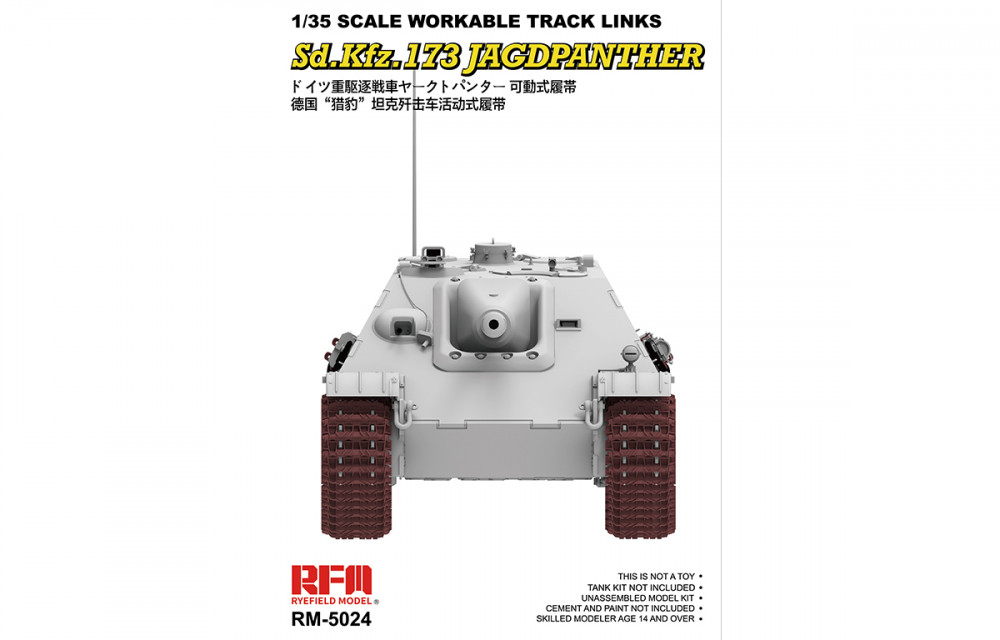 1/35 SCALE WORKABLE TRACK LINKS
Sd.Kfz.173 JAGDPANTHER
ドイツ重駆逐戦車ヤークトパンター 可動式履帯
德国“猎豹”坦克歼击车活动式履带
RFM
RYEFIELD MODEL®
RM-5024
THIS IS NOT A TOY •
TANK KIT NOT INCLUDED •
UNASSEMBLED MODEL KIT •
CEMENT AND PAINT NOT INCLUDED •
SKILLED MODELER AGE 14 AND OVER •